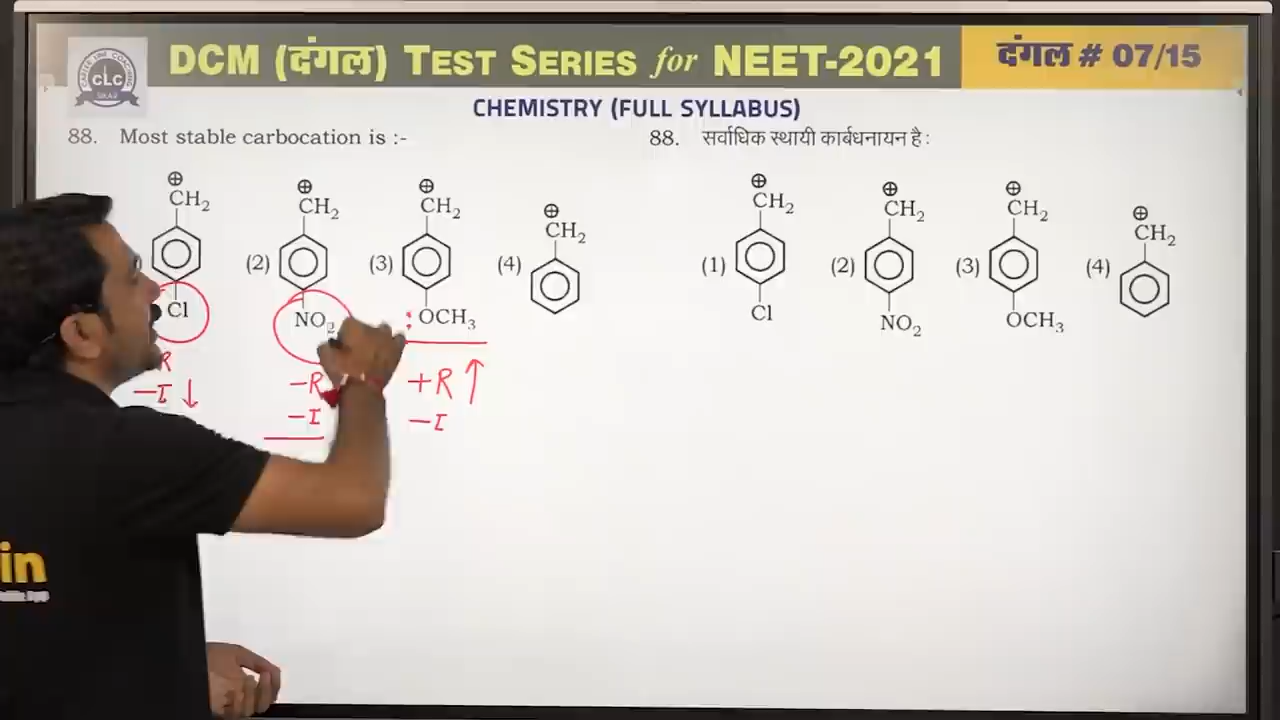 DCM (दंगल) TEST SERIES for NEET-2021
दंगल # 07/15
CLC
SIKAR
CHEMISTRY (FULL SYLLABUS)
88. Most stable carbocation is :-
88. सर्वाधिक स्थायी कार्बधनायन है :
⊕ ⊕ ⊕ ⊕
CH₂ CH₂ CH₂ CH₂
(2) (3) (4)
Cl NO₂ :OCH₃
R -R +R ↑
-I ↓ -I -I
⊕ ⊕ ⊕ ⊕
CH₂ CH₂ CH₂ CH₂
(1) (2) (3) (4)
Cl NO₂ OCH₃
in